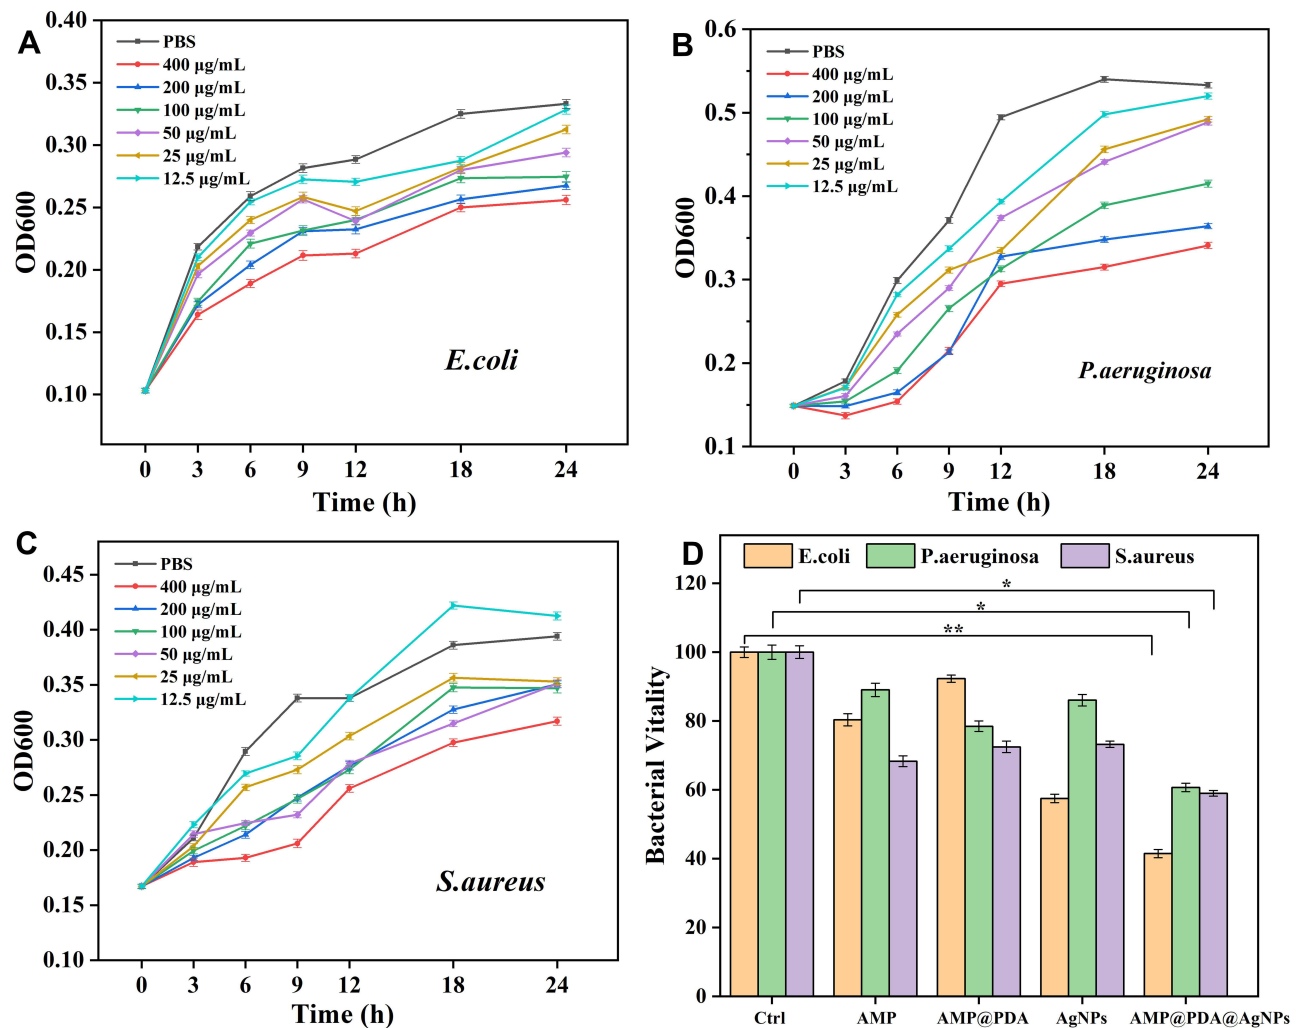 A
0.40
0.35
0.30
0.25
0.20
0.15
0.10
OD600
PBS
400 μg/mL
200 μg/mL
100 μg/mL
50 μg/mL
25 μg/mL
12.5 μg/mL
E.coli
0 3 6 9 12 18 24
Time (h)
B
0.6
0.5
0.4
0.3
0.2
0.1
OD600
PBS
400 μg/mL
200 μg/mL
100 μg/mL
50 μg/mL
25 μg/mL
12.5 μg/mL
P.aeruginosa
0 3 6 9 12 18 24
Time (h)
C
0.45
0.40
0.35
0.30
0.25
0.20
0.15
0.10
OD600
PBS
400 μg/mL
200 μg/mL
100 μg/mL
50 μg/mL
25 μg/mL
12.5 μg/mL
S.aureus
0 3 6 9 12 18 24
Time (h)
D
E.coli P.aeruginosa S.aureus
120
100
80
60
40
20
0
Bacterial Vitality
*
*
**
Ctrl AMP AMP@PDA AgNPs AMP@PDA@AgNPs